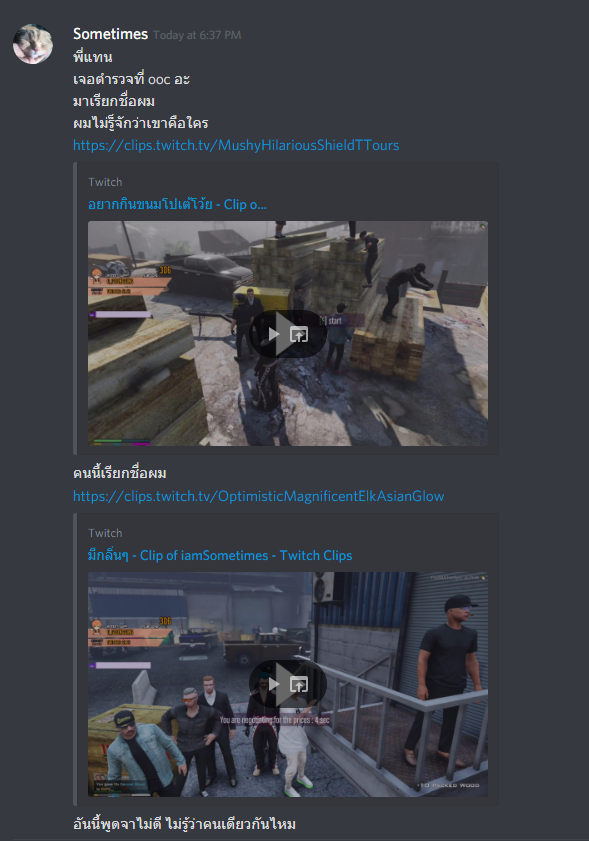 Sometimes Today at 6:37 PM
พี่แทน
เจอตำรวจที่ ooc อะ
มาเรียกชื่อผม
ผมไม่รู็จักว่าเขาคือใคร
https://clips.twitch.tv/MushyHilariousShieldTTours
Twitch
อยากกินขนมโปเต้โว้ย - Clip o...
306
[E] start
คนนี้เรียกชื่อผม
https://clips.twitch.tv/OptimisticMagnificentElkAsianGlow
Twitch
มีกลิ่นๆ - Clip of iamSometimes - Twitch Clips
306
You are negotiating for the prices : 4 sec
PACKED WOOD
อันนี้พูดจาไม่ดี ไม่รู้ว่าคนเดียวกันไหม